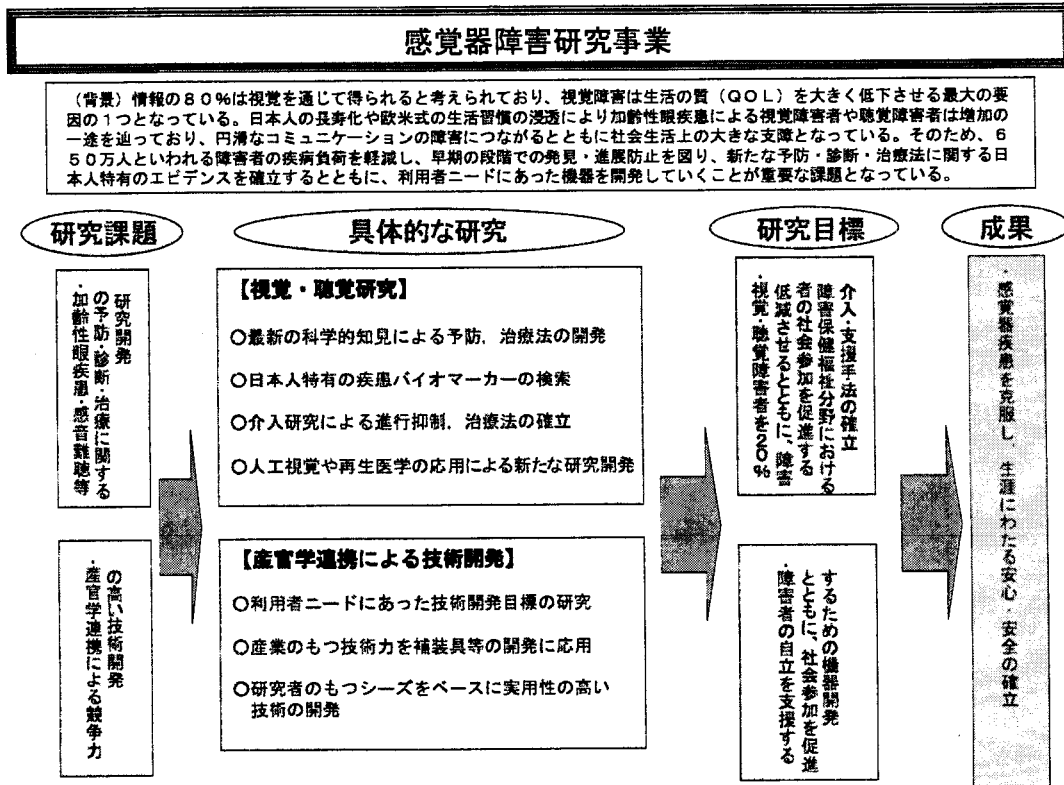 感覚器障害研究事業
（背景）情報の８０％は視覚を通じて得られると考えられており、視覚障害は生活の質（ＱＯＬ）を大きく低下させる最大の要
因の１つとなっている。日本人の長寿化や欧米式の生活習慣の浸透により加齢性眼疾患による視覚障害者や聴覚障害者は増加の
一途を辿っており、円滑なコミュニケーションの障害につながるとともに社会生活上の大きな支障となっている。そのため、６
５０万人といわれる障害者の疾病負荷を軽減し、早期の段階での発見・進展防止を図り、新たな予防・診断・治療法に関する日
本人特有のエビデンスを確立するとともに、利用者ニードにあった機器を開発していくことが重要な課題となっている。
研究課題
・加齢性眼疾患・感音難聴等
の予防・診断・治療に関する
研究開発
・産官学連携による競争力
の高い技術開発
具体的な研究
【視覚・聴覚研究】
○最新の科学的知見による予防，治療法の開発
○日本人特有の疾患バイオマーカーの検索
○介入研究による進行抑制，治療法の確立
○人工視覚や再生医学の応用による新たな研究開発
【産官学連携による技術開発】
○利用者ニードにあった技術開発目標の研究
○産業のもつ技術力を補装具等の開発に応用
○研究者のもつシーズをベースに実用性の高い
技術の開発
研究目標
・視覚・聴覚障害者を２０％
低減させるとともに、障害
者の社会参加を促進する
障害保健福祉分野における
介入・支援手法の確立
・障害者の自立を支援する
とともに、社会参加を促進
するための機器開発
成果
・感覚器疾患を克服し、生涯にわたる安心・安全の確立